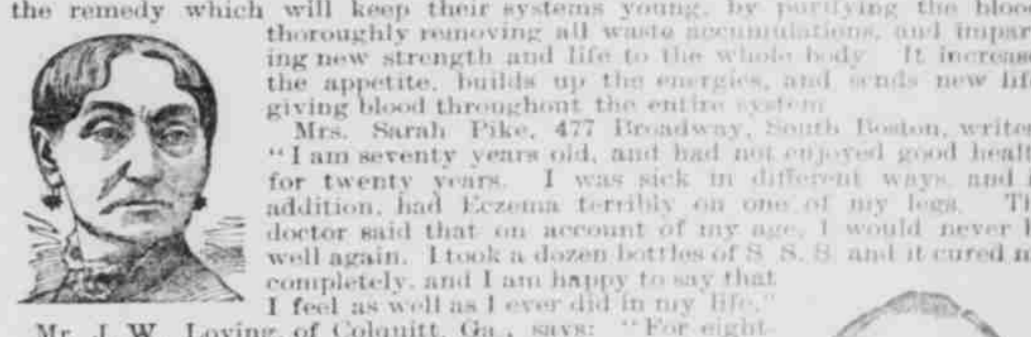 the remedy which will keep their systems young, by purifying the bloo
thoroughly removing all waste accumulations, and impar
ing new strength and life to the whole body. It increas
the appetite, builds up the energies, and sends new lif
giving blood throughout the entire system.
Mrs. Sarah Pike, 477 Broadway, South Boston, writes
"I am seventy years old, and had not enjoyed good healt
for twenty years. I was sick in different ways, and i
addition, had Eczema terribly on one of my legs. Th
doctor said that on account of my age, I would never b
well again. I took a dozen bottles of S. S. S. and it cured m
completely, and I am happy to say that
I feel as well as I ever did in my life."
Mr. J. W. Loving, of Colquitt, Ga., says: "For eight-